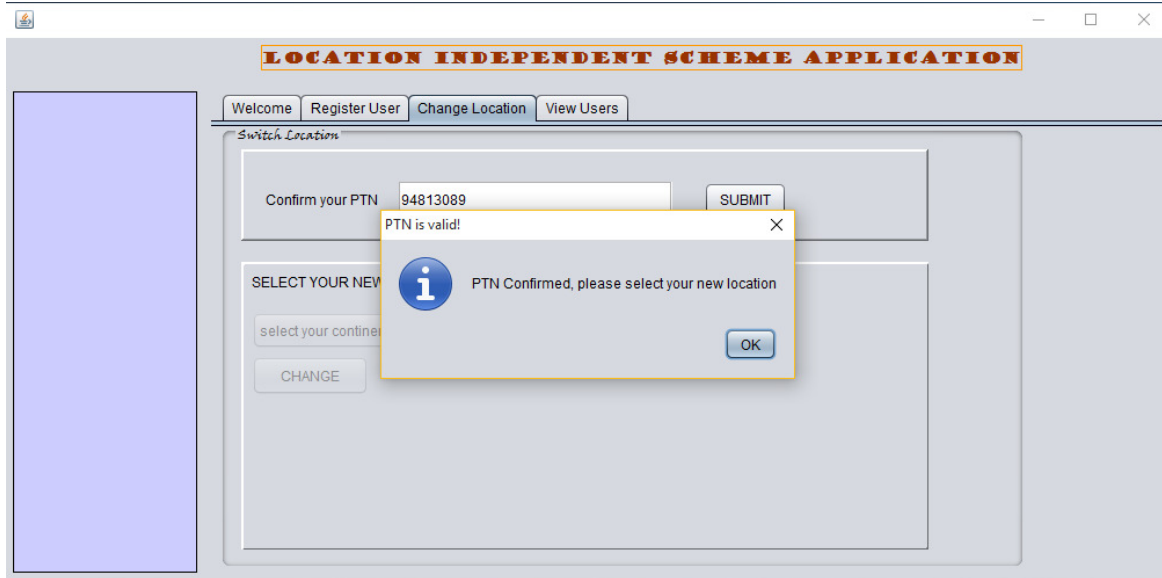 LOCATION INDEPENDENT SCHEME APPLICATION
Welcome Register User Change Location View Users
Switch Location
Confirm your PTN 94813089 SUBMIT
PTN is valid!
SELECT YOUR NEW
PTN Confirmed, please select your new location
select your contine
OK
CHANGE